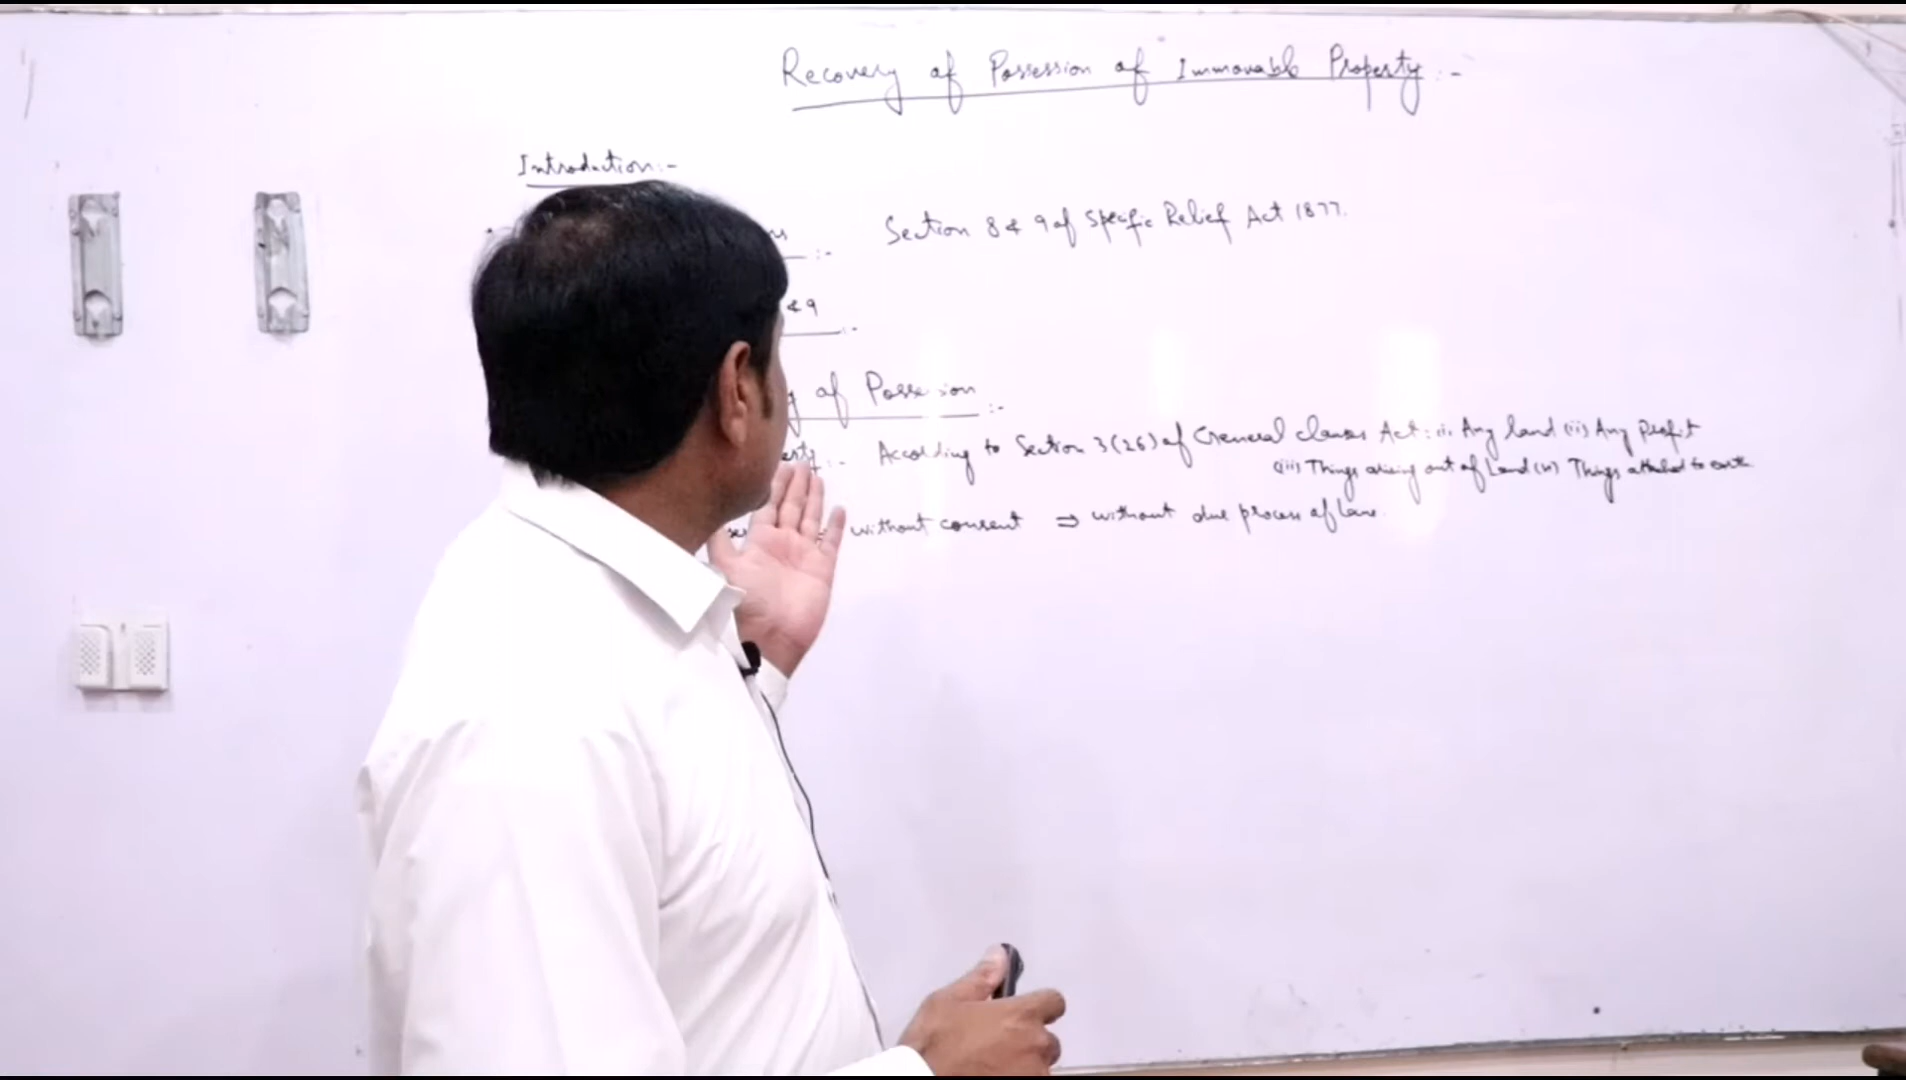 Recovery of Possession of Immovable Property :-
Introduction:-
:- Section 8 & 9 of Specific Relief Act 1877.
& 9 :-
of Possession :-
:- According to Section 3(26) of General Clauses Act: (i) Any land (ii) Any Profit
(iii) Things arising out of Land (iv) Things attached to earth
without consent ⇒ without due process of law.